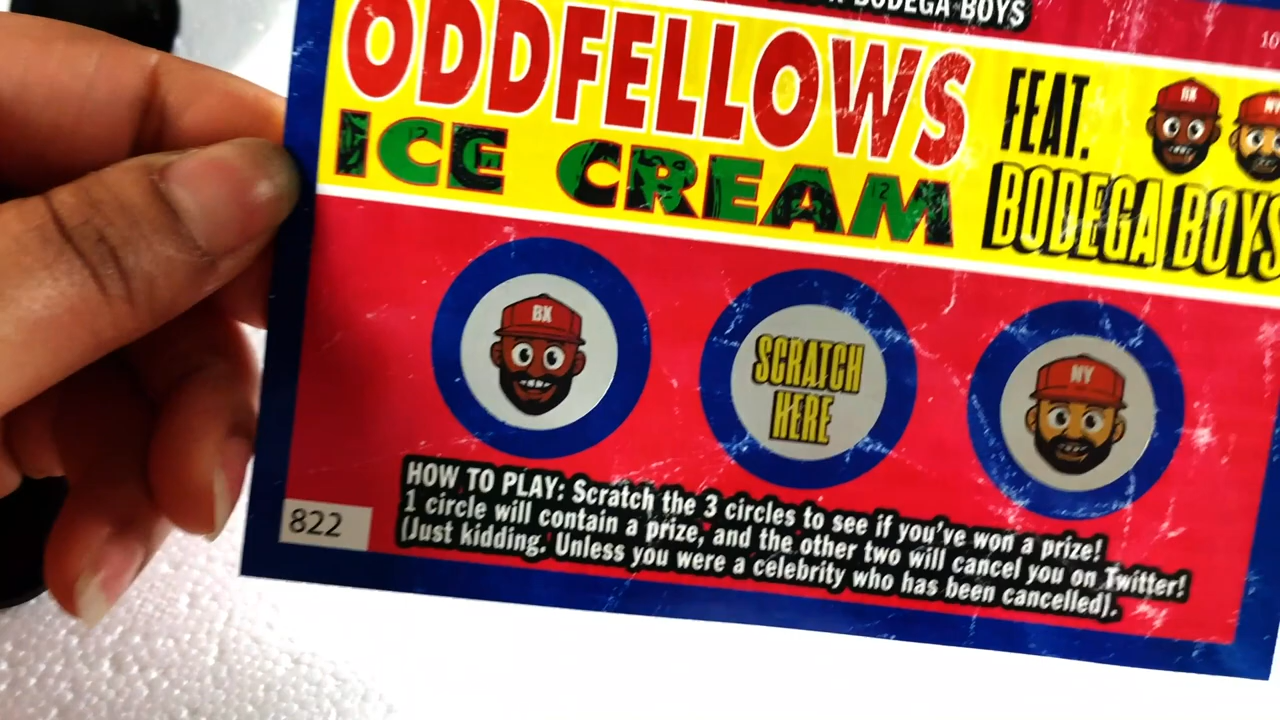 BODEGA BOYS
ODDFELLOWS
ICE CREAM
FEAT.
BODEGA BOYS
BX
NY
BX
SCRATCH
HERE
NY
HOW TO PLAY: Scratch the 3 circles to see if you've won a prize!
1 circle will contain a prize, and the other two will cancel you on Twitter!
(Just kidding. Unless you were a celebrity who has been cancelled).
822